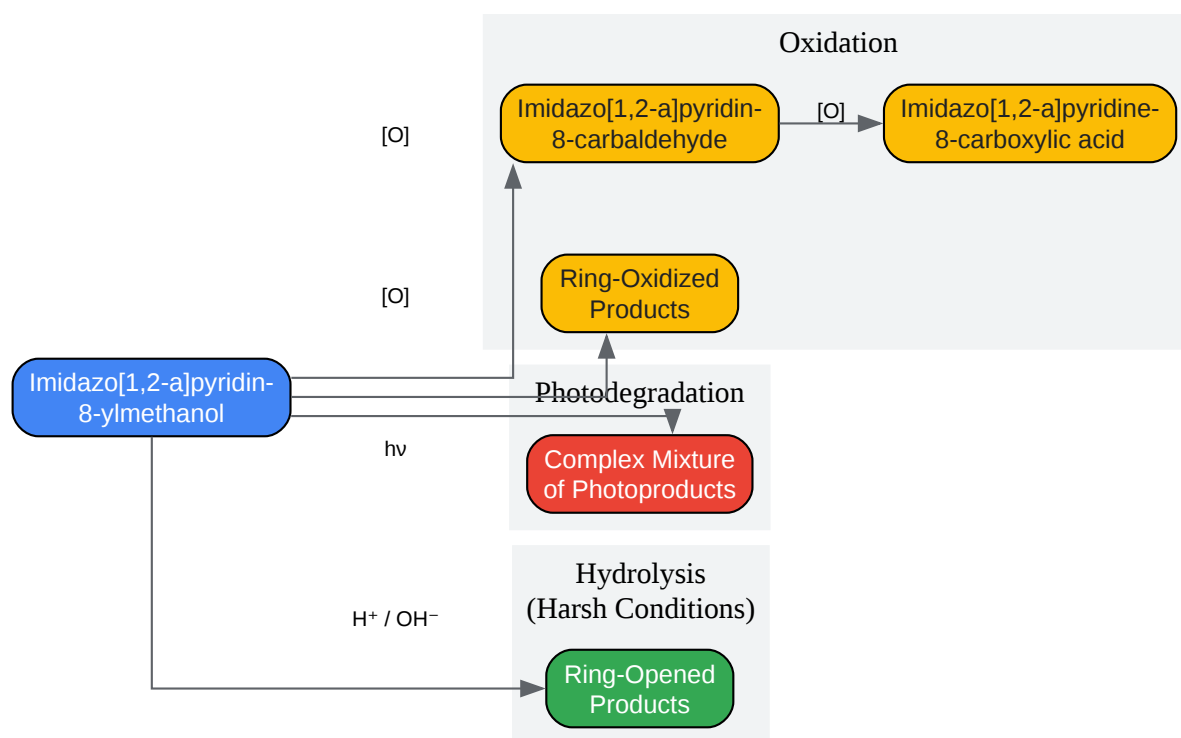 Oxidation
Imidazo[1,2-a]pyridin-
8-carbaldehyde
[O]
Imidazo[1,2-a]pyridine-
8-carboxylic acid
[O]
[O]
Ring-Oxidized
Products
Imidazo[1,2-a]pyridin-
8-ylmethanol
Photodegradation
hν
Complex Mixture
of Photoproducts
Hydrolysis
(Harsh Conditions)
H⁺ / OH⁻
Ring-Opened
Products